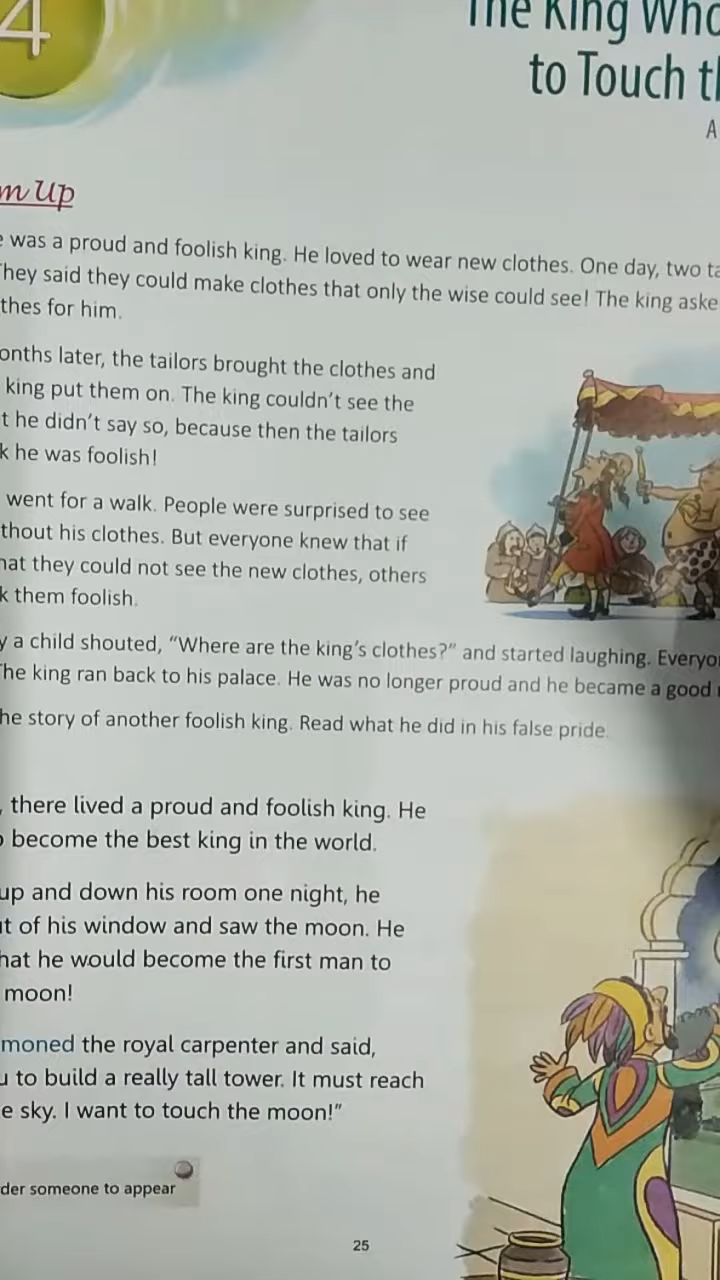 4
The King Who
to Touch th
A
m Up
e was a proud and foolish king. He loved to wear new clothes. One day, two ta
They said they could make clothes that only the wise could see! The king aske
thes for him.
onths later, the tailors brought the clothes and
king put them on. The king couldn't see the
t he didn't say so, because then the tailors
k he was foolish!
went for a walk. People were surprised to see
thout his clothes. But everyone knew that if
hat they could not see the new clothes, others
k them foolish.
y a child shouted, "Where are the king's clothes?" and started laughing. Everyo
The king ran back to his palace. He was no longer proud and he became a good
he story of another foolish king. Read what he did in his false pride.
, there lived a proud and foolish king. He
o become the best king in the world.
up and down his room one night, he
ut of his window and saw the moon. He
hat he would become the first man to
moon!
moned the royal carpenter and said,
u to build a really tall tower. It must reach
e sky. I want to touch the moon!"
der someone to appear
25